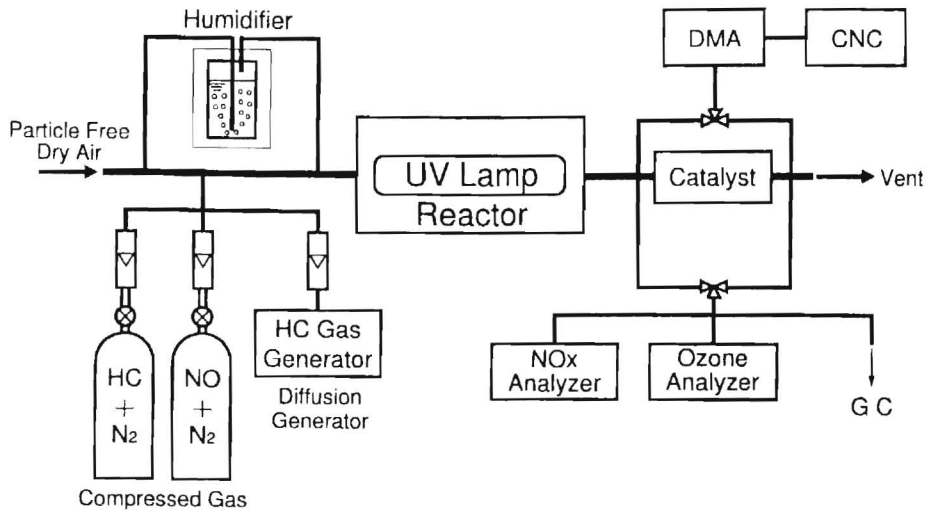 Humidifier
Particle Free
Dry Air
DMA
CNC
UV Lamp
Reactor
Catalyst
Vent
HC
+
N2
NO
+
N2
HC Gas
Generator
Diffusion
Generator
NOx
Analyzer
Ozone
Analyzer
G C
Compressed Gas